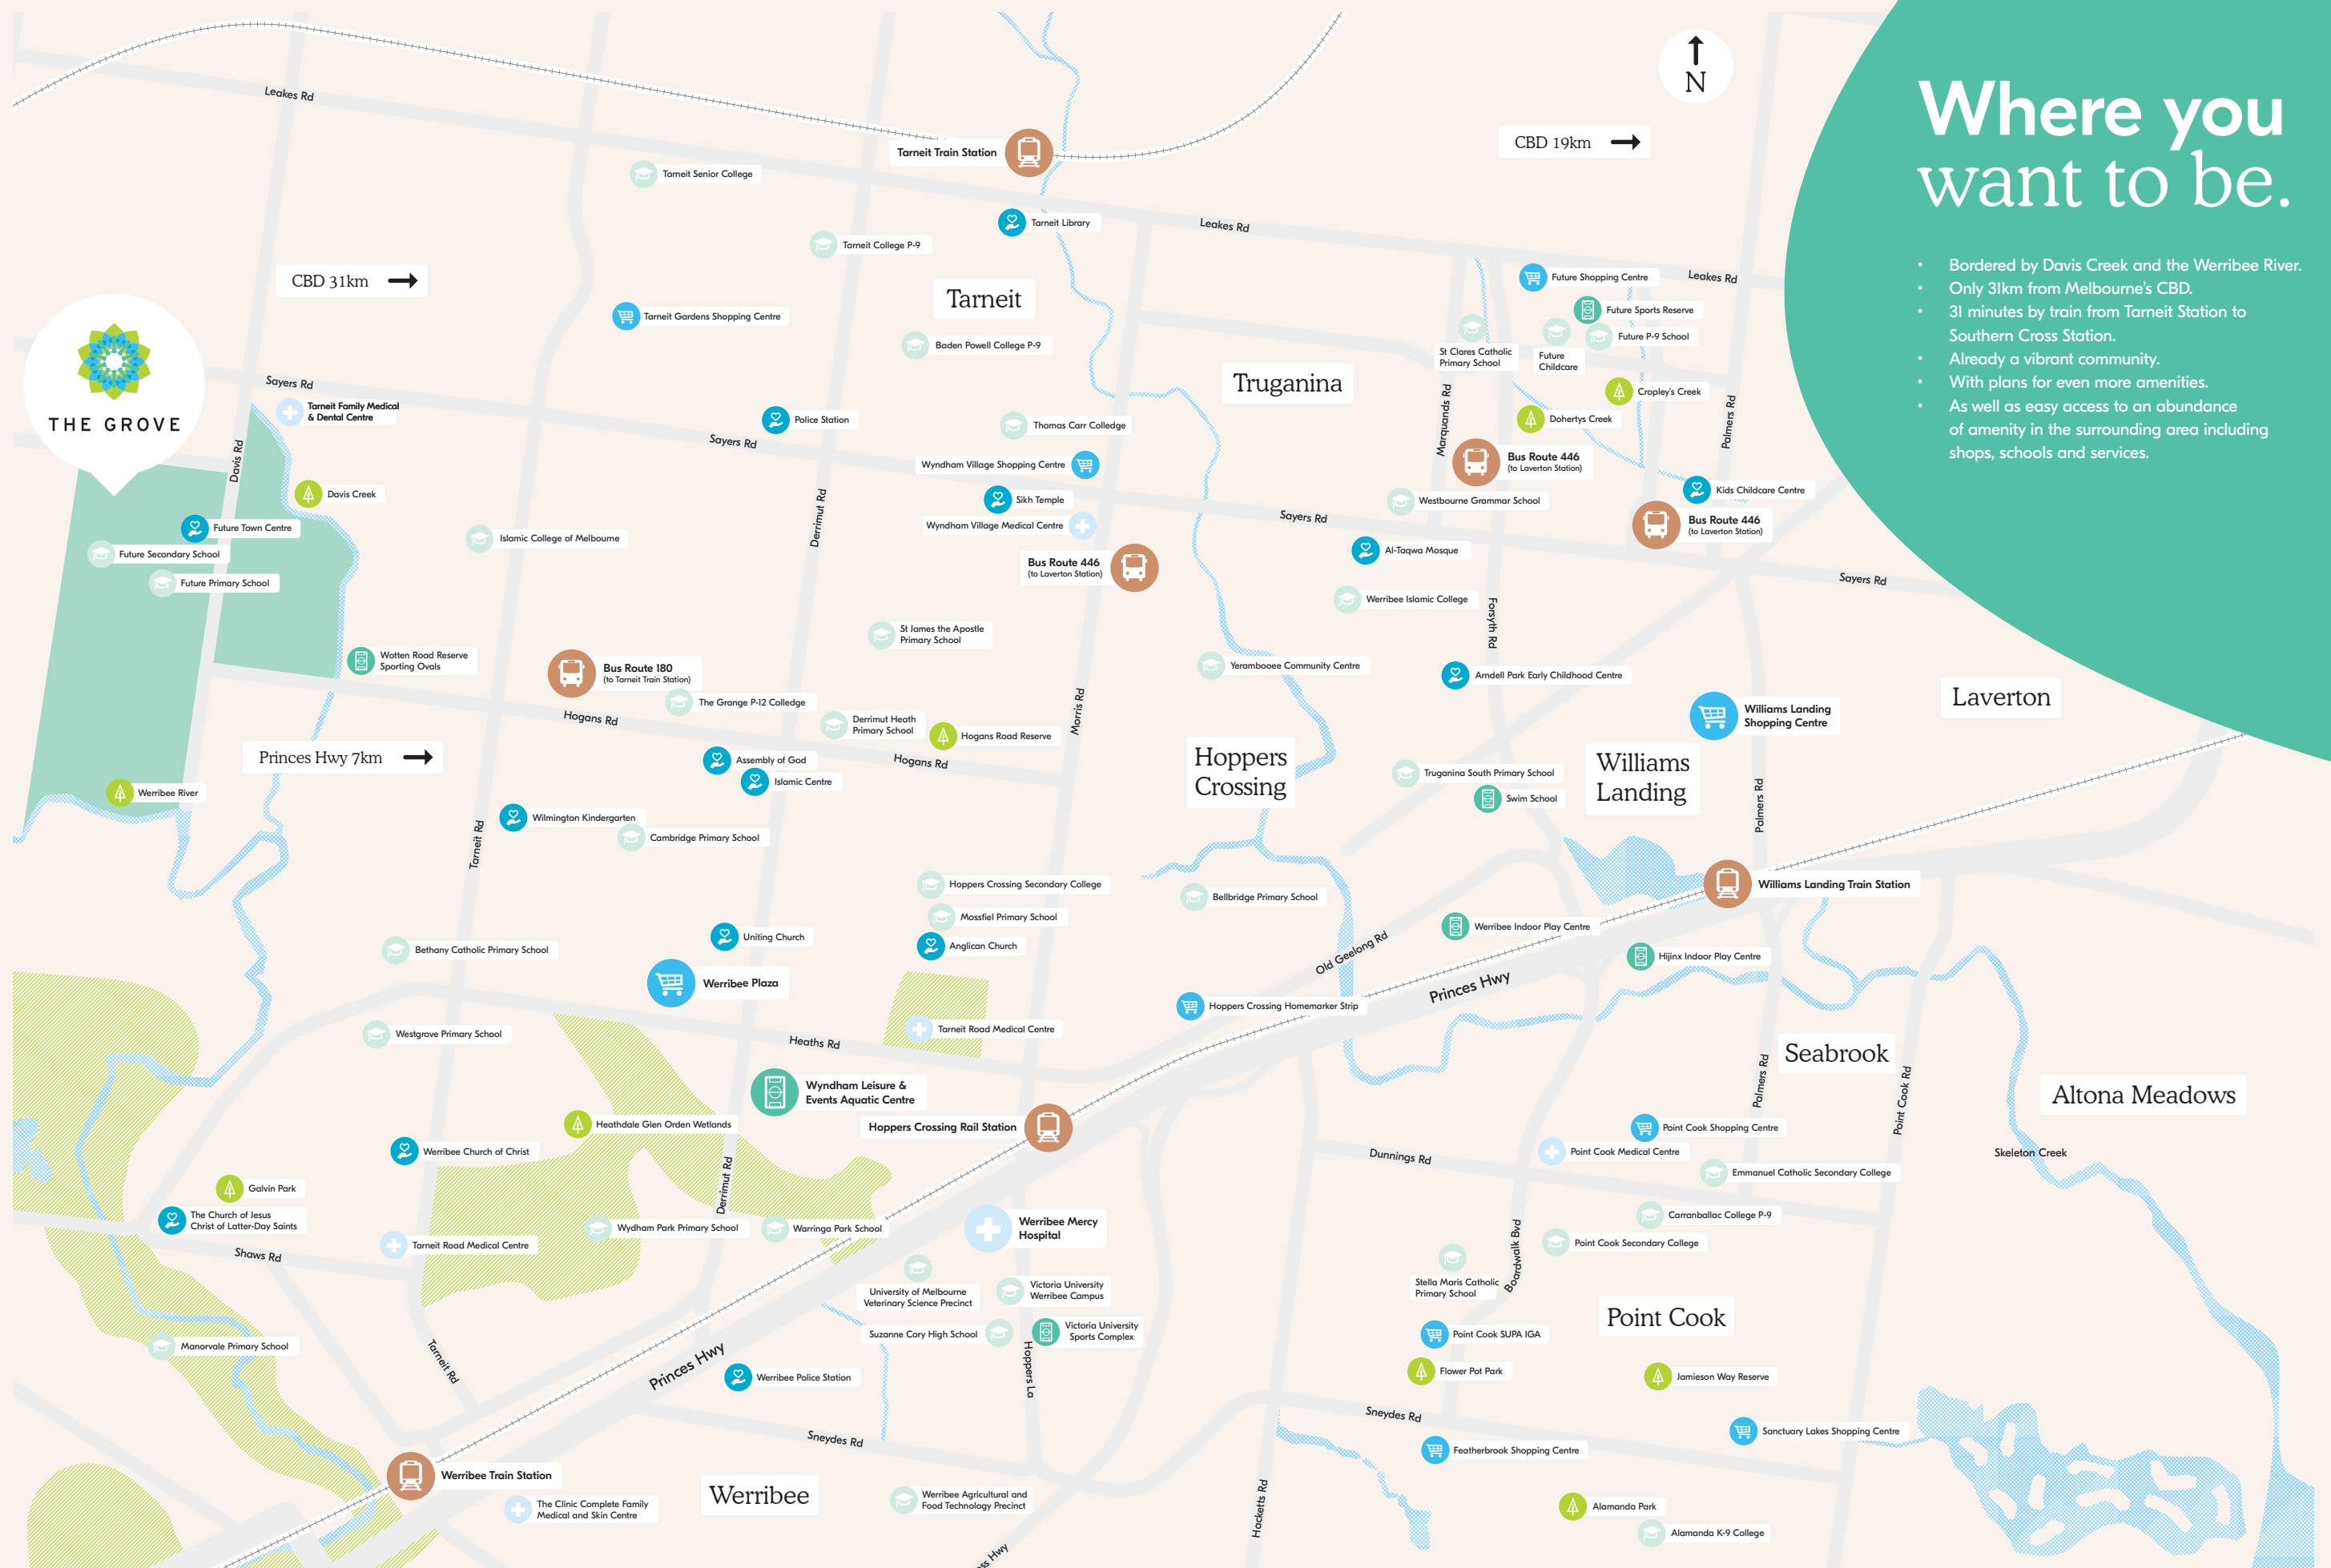 Where you
want to be.
• Bordered by Davis Creek and the Werribee River.
• Only 31km from Melbourne's CBD.
• 31 minutes by train from Tarneit Station to
Southern Cross Station.
• Already a vibrant community.
• With plans for even more amenities.
• As well as easy access to an abundance
of amenity in the surrounding area including
shops, schools and services.
N
CBD 19km
Leakes Rd
Tarneit Train Station
Tarneit Senior College
Tarneit Library
Leakes Rd
Tarneit College P-9
CBD 31km
Tarneit
Future Shopping Centre
Leakes Rd
Tarneit Gardens Shopping Centre
Future Sports Reserve
Baden Powell College P-9
Future P-9 School
St Clares Catholic
Primary School
Future
Childcare
THE GROVE
Sayers Rd
Truganina
Cropley's Creek
Tarneit Family Medical
& Dental Centre
Marquands Rd
Palmers Rd
Police Station
Thomas Carr Colledge
Dohertys Creek
Davis Rd
Sayers Rd
Wyndham Village Shopping Centre
Bus Route 446
(to Laverton Station)
Davis Creek
Sikh Temple
Westbourne Grammar School
Kids Childcare Centre
Derrimut Rd
Future Town Centre
Wyndham Village Medical Centre
Sayers Rd
Bus Route 446
(to Laverton Station)
Islamic College of Melbourne
Future Secondary School
Al-Taqwa Mosque
Bus Route 446
(to Laverton Station)
Future Primary School
Sayers Rd
Werribee Islamic College
Forsyth Rd
St James the Apostle
Primary School
Wotten Road Reserve
Sporting Ovals
Bus Route 180
(to Tarneit Train Station)
Yerambooee Community Centre
Arndell Park Early Childhood Centre
The Grange P-12 Colledge
Laverton
Hogans Rd
Derrimut Heath
Primary School
Morris Rd
Williams Landing
Shopping Centre
Hogans Road Reserve
Princes Hwy 7km
Assembly of God
Hogans Rd
Hoppers
Crossing
Williams
Landing
Islamic Centre
Truganina South Primary School
Werribee River
Swim School
Palmers Rd
Wilmington Kindergarten
Tarneit Rd
Cambridge Primary School
Hoppers Crossing Secondary College
Williams Landing Train Station
Bellbridge Primary School
Mossfiel Primary School
Werribee Indoor Play Centre
Uniting Church
Anglican Church
Bethany Catholic Primary School
Old Geelong Rd
Hijinx Indoor Play Centre
Werribee Plaza
Princes Hwy
Hoppers Crossing Homemarker Strip
Westgrove Primary School
Tarneit Road Medical Centre
Heaths Rd
Seabrook
Palmers Rd
Point Cook Rd
Altona Meadows
Wyndham Leisure &
Events Aquatic Centre
Heathdale Glen Orden Wetlands
Hoppers Crossing Rail Station
Point Cook Shopping Centre
Werribee Church of Christ
Dunnings Rd
Point Cook Medical Centre
Skeleton Creek
Emmanuel Catholic Secondary College
Derrimut Rd
Galvin Park
The Church of Jesus
Christ of Latter-Day Saints
Carranballac College P-9
Wydham Park Primary School
Warringa Park School
Werribee Mercy
Hospital
Tarneit Road Medical Centre
Point Cook Secondary College
Shaws Rd
Boardwalk Bvd
Stella Maris Catholic
Primary School
University of Melbourne
Veterinary Science Precinct
Victoria University
Werribee Campus
Point Cook
Suzanne Cory High School
Victoria University
Sports Complex
Point Cook SUPA IGA
Manorvale Primary School
Tarneit Rd
Princes Hwy
Hoppers La
Werribee Police Station
Flower Pot Park
Jamieson Way Reserve
Sneydes Rd
Sneydes Rd
Sanctuary Lakes Shopping Centre
Featherbrook Shopping Centre
Werribee Train Station
Werribee
Werribee Agricultural and
Food Technology Precinct
The Clinic Complete Family
Medical and Skin Centre
Hacketts Rd
Alamanda Park
Alamanda K-9 College
ss Hwy